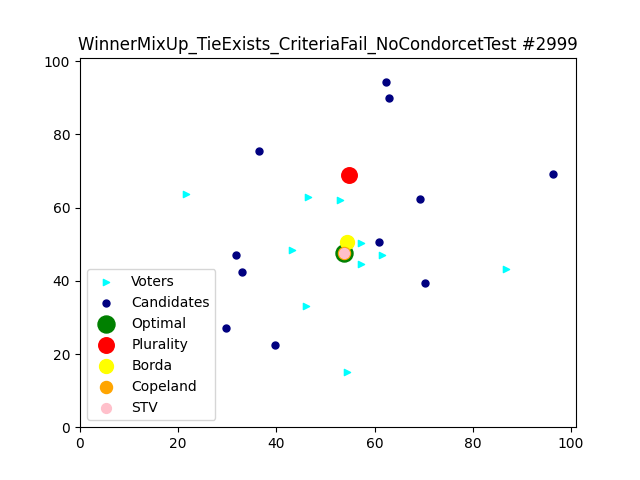 WinnerMixUp_TieExists_CriteriaFail_NoCondorcetTest #2999
100
80
60
40
20
0
Voters
Candidates
Optimal
Plurality
Borda
Copeland
STV
0 20 40 60 80 100